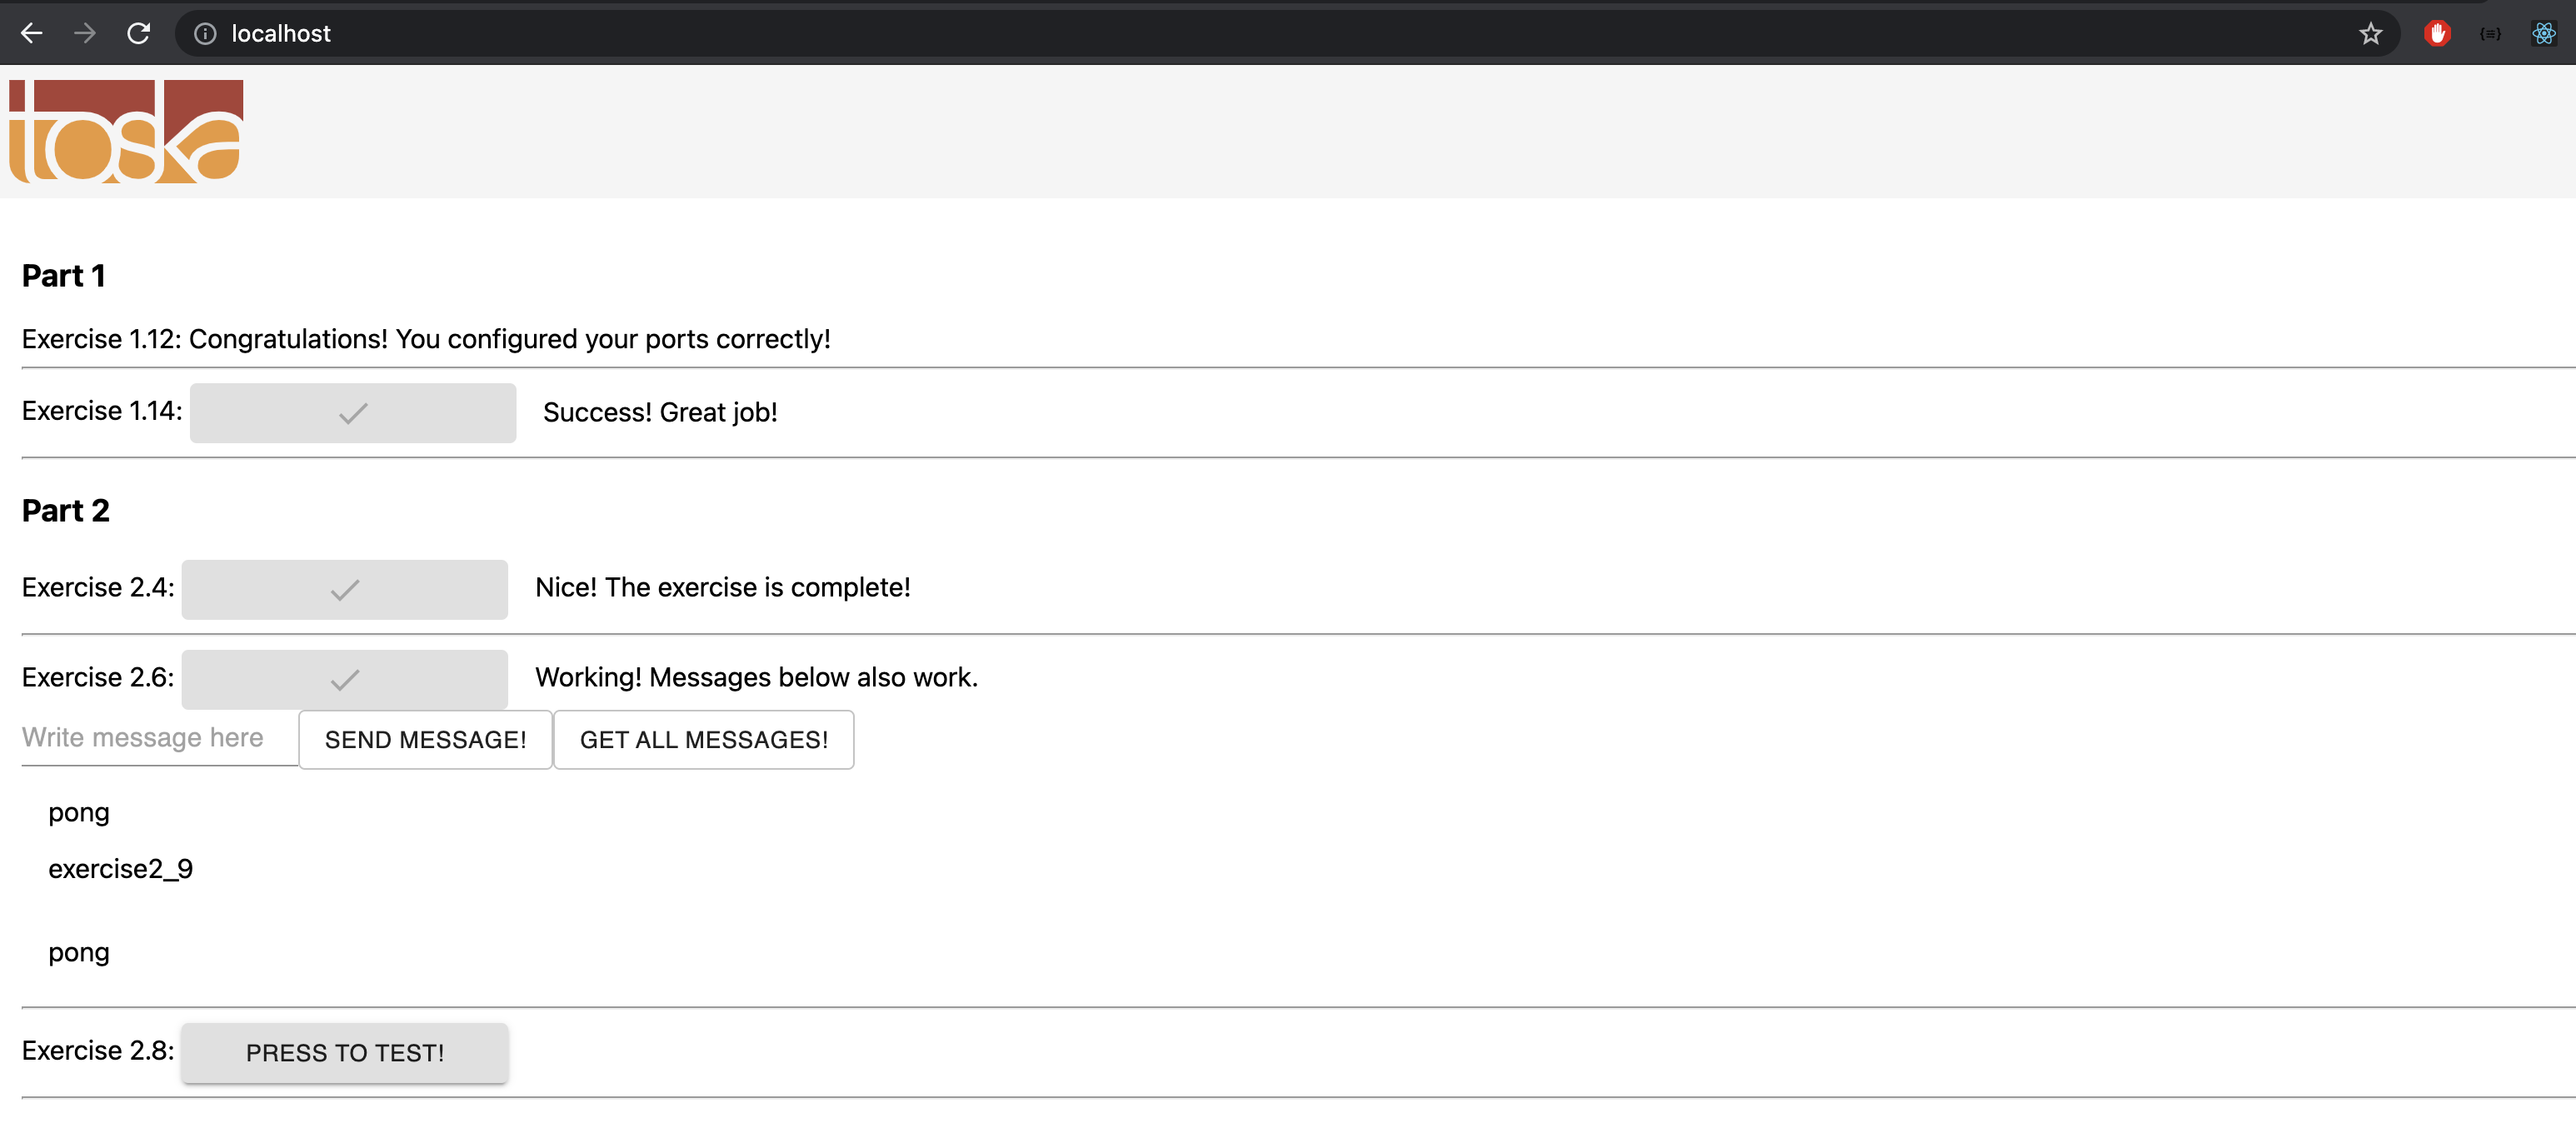 localhost
toska
Part 1
Exercise 1.12: Congratulations! You configured your ports correctly!
Exercise 1.14: Success! Great job!
Part 2
Exercise 2.4: Nice! The exercise is complete!
Exercise 2.6: Working! Messages below also work.
Write message here SEND MESSAGE! GET ALL MESSAGES!
pong
exercise2_9
pong
Exercise 2.8: PRESS TO TEST!